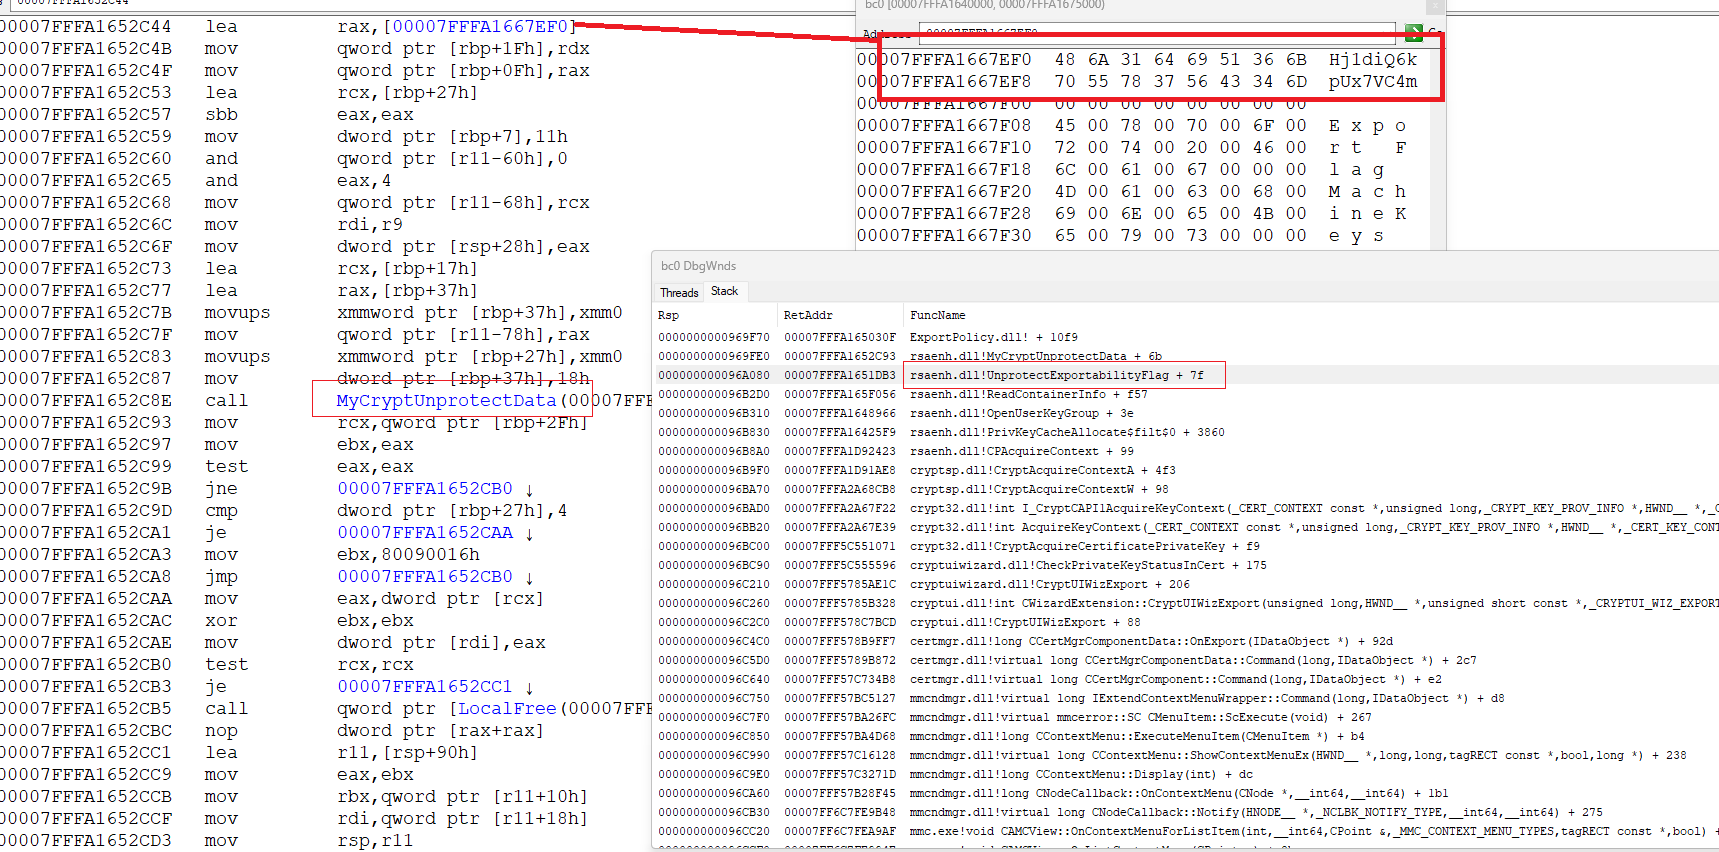 00007FFFA1652C44
00007FFFA1652C44 lea rax,[00007FFFA1667EF0]
00007FFFA1652C4B mov qword ptr [rbp+1Fh],rdx
00007FFFA1652C4F mov qword ptr [rbp+0Fh],rax
00007FFFA1652C53 lea rcx,[rbp+27h]
00007FFFA1652C57 sbb eax,eax
00007FFFA1652C59 mov dword ptr [rbp+7],11h
00007FFFA1652C60 and qword ptr [r11-60h],0
00007FFFA1652C65 and eax,4
00007FFFA1652C68 mov qword ptr [r11-68h],rcx
00007FFFA1652C6C mov rdi,r9
00007FFFA1652C6F mov dword ptr [rsp+28h],eax
00007FFFA1652C73 lea rcx,[rbp+17h]
00007FFFA1652C77 lea rax,[rbp+37h]
00007FFFA1652C7B movups xmmword ptr [rbp+37h],xmm0
00007FFFA1652C7F mov qword ptr [r11-78h],rax
00007FFFA1652C83 movups xmmword ptr [rbp+27h],xmm0
00007FFFA1652C87 mov dword ptr [rbp+37h],18h
00007FFFA1652C8E call MyCryptUnprotectData(00007FFF
00007FFFA1652C93 mov rcx,qword ptr [rbp+2Fh]
00007FFFA1652C97 mov ebx,eax
00007FFFA1652C99 test eax,eax
00007FFFA1652C9B jne 00007FFFA1652CB0 ↓
00007FFFA1652C9D cmp dword ptr [rbp+27h],4
00007FFFA1652CA1 je 00007FFFA1652CAA ↓
00007FFFA1652CA3 mov ebx,80090016h
00007FFFA1652CA8 jmp 00007FFFA1652CB0 ↓
00007FFFA1652CAA mov eax,dword ptr [rcx]
00007FFFA1652CAC xor ebx,ebx
00007FFFA1652CAE mov dword ptr [rdi],eax
00007FFFA1652CB0 test rcx,rcx
00007FFFA1652CB3 je 00007FFFA1652CC1 ↓
00007FFFA1652CB5 call qword ptr [LocalFree(00007FFF
00007FFFA1652CBC nop dword ptr [rax+rax]
00007FFFA1652CC1 lea r11,[rsp+90h]
00007FFFA1652CC9 mov eax,ebx
00007FFFA1652CCB mov rbx,qword ptr [r11+10h]
00007FFFA1652CCF mov rdi,qword ptr [r11+18h]
00007FFFA1652CD3 mov rsp,r11
bc0 [00007FFFA1640000, 00007FFFA1675000)
Address 00007FFFA1667EF0 Go
00007FFFA1667EF0 48 6A 31 64 69 51 36 6B Hj1diQ6k
00007FFFA1667EF8 70 55 78 37 56 43 34 6D pUx7VC4m
00007FFFA1667F00 00 00 00 00 00 00 00 00
00007FFFA1667F08 45 00 78 00 70 00 6F 00 E x p o
00007FFFA1667F10 72 00 74 00 20 00 46 00 r t F
00007FFFA1667F18 6C 00 61 00 67 00 00 00 l a g
00007FFFA1667F20 4D 00 61 00 63 00 68 00 M a c h
00007FFFA1667F28 69 00 6E 00 65 00 4B 00 i n e K
00007FFFA1667F30 65 00 79 00 73 00 00 00 e y s
bc0 DbgWnds
Threads Stack
Rsp RetAddr FuncName
0000000000969F70 00007FFFA165030F ExportPolicy.dll! + 10f9
0000000000969FE0 00007FFFA1652C93 rsaenh.dll!MyCryptUnprotectData + 6b
000000000096A080 00007FFFA1651DB3 rsaenh.dll!UnprotectExportabilityFlag + 7f
000000000096B2D0 00007FFFA165F056 rsaenh.dll!ReadContainerInfo + f57
000000000096B310 00007FFFA1648966 rsaenh.dll!OpenUserKeyGroup + 3e
000000000096B830 00007FFFA16425F9 rsaenh.dll!PrivKeyCacheAllocate$filt$0 + 3860
000000000096B8A0 00007FFFA1D92423 rsaenh.dll!CPAcquireContext + 99
000000000096B9F0 00007FFFA1D91AE8 cryptsp.dll!CryptAcquireContextA + 4f3
000000000096BA70 00007FFFA2A68CB8 cryptsp.dll!CryptAcquireContextW + 98
000000000096BAD0 00007FFFA2A67F22 crypt32.dll!int I_CryptCAPI1AcquireKeyContext(_CERT_CONTEXT const *,unsigned long,_CRYPT_KEY_PROV_INFO *,HWND__ *,_C
000000000096BB20 00007FFFA2A67E39 crypt32.dll!int AcquireKeyContext(_CERT_CONTEXT const *,unsigned long,_CRYPT_KEY_PROV_INFO *,HWND__ *,_CERT_KEY_CONT
000000000096BC00 00007FFF5C551071 crypt32.dll!CryptAcquireCertificatePrivateKey + f9
000000000096BC90 00007FFF5C555596 cryptuiwizard.dll!CheckPrivateKeyStatusInCert + 175
000000000096C210 00007FFF5785AE1C cryptuiwizard.dll!CryptUIWizExport + 206
000000000096C260 00007FFF5785B328 cryptui.dll!int CWizardExtension::CryptUIWizExport(unsigned long,HWND__ *,unsigned short const *,_CRYPTUI_WIZ_EXPORT
000000000096C2C0 00007FFF578C7BCD cryptui.dll!CryptUIWizExport + 88
000000000096C4C0 00007FFF578B9FF7 certmgr.dll!long CCertMgrComponentData::OnExport(IDataObject *) + 92d
000000000096C5D0 00007FFF5789B872 certmgr.dll!virtual long CCertMgrComponentData::Command(long,IDataObject *) + 2c7
000000000096C640 00007FFF57C734B8 certmgr.dll!virtual long CCertMgrComponent::Command(long,IDataObject *) + e2
000000000096C750 00007FFF57BC5127 mmcndmgr.dll!virtual long IExtendContextMenuWrapper::Command(long,IDataObject *) + d8
000000000096C7F0 00007FFF57BA26FC mmcndmgr.dll!virtual mmcerror::SC CMenuItem::ScExecute(void) + 267
000000000096C850 00007FFF57BA4D68 mmcndmgr.dll!long CContextMenu::ExecuteMenuItem(CMenuItem *) + b4
000000000096C990 00007FFF57C16128 mmcndmgr.dll!virtual long CContextMenu::ShowContextMenuEx(HWND__ *,long,long,tagRECT const *,bool,long *) + 238
000000000096C9E0 00007FFF57C3271D mmcndmgr.dll!long CContextMenu::Display(int) + dc
000000000096CA60 00007FFF57B28F45 mmcndmgr.dll!long CNodeCallback::OnContextMenu(CNode *,__int64,__int64) + 1b1
000000000096CB30 00007FF6C7FE9B48 mmcndmgr.dll!virtual long CNodeCallback::Notify(HNODE__ *,_NCLBK_NOTIFY_TYPE,__int64,__int64) + 275
000000000096CC20 00007FF6C7FEA9AF mmc.exe!void CAMCView::OnContextMenuForListItem(int,__int64,CPoint &,_MMC_CONTEXT_MENU_TYPES,tagRECT const *,bool) +